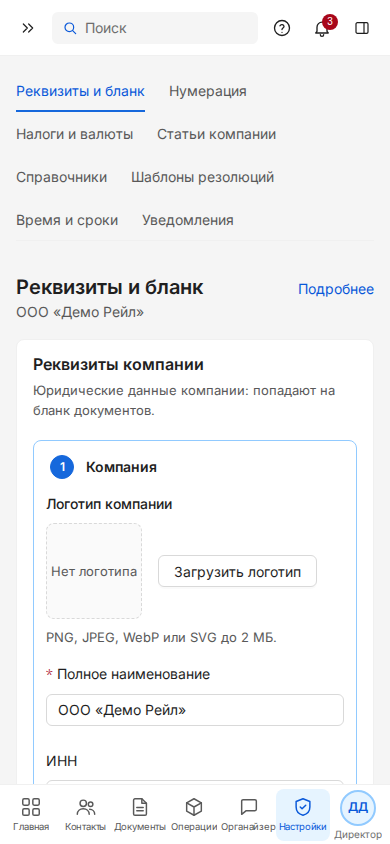 Поиск
3
Реквизиты и бланк Нумерация
Налоги и валюты Статьи компании
Справочники Шаблоны резолюций
Время и сроки Уведомления
Реквизиты и бланк Подробнее
ООО «Демо Рейл»
Реквизиты компании
Юридические данные компании: попадают на
бланк документов.
1 Компания
Логотип компании
Нет логотипа Загрузить логотип
PNG, JPEG, WebP или SVG до 2 МБ.
* Полное наименование
ООО «Демо Рейл»
ИНН
ДД
Главная Контакты Документы Операции Органайзер Настройки
Директор